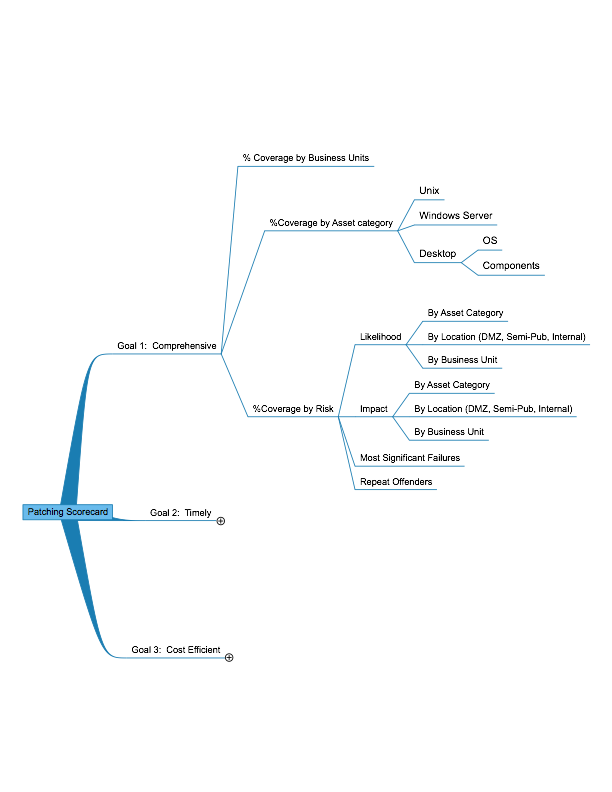 % Coverage by Business Units
Unix
Windows Server
%Coverage by Asset category
OS
Desktop
Components
By Asset Category
Likelihood
By Location (DMZ, Semi-Pub, Internal)
Goal 1:  Comprehensive
By Business Unit
By Asset Category
%Coverage by Risk
Impact
By Location (DMZ, Semi-Pub, Internal)
By Business Unit
Most Significant Failures
Repeat Offenders
Patching Scorecard
Goal 2:  Timely
Goal 3:  Cost Efficient